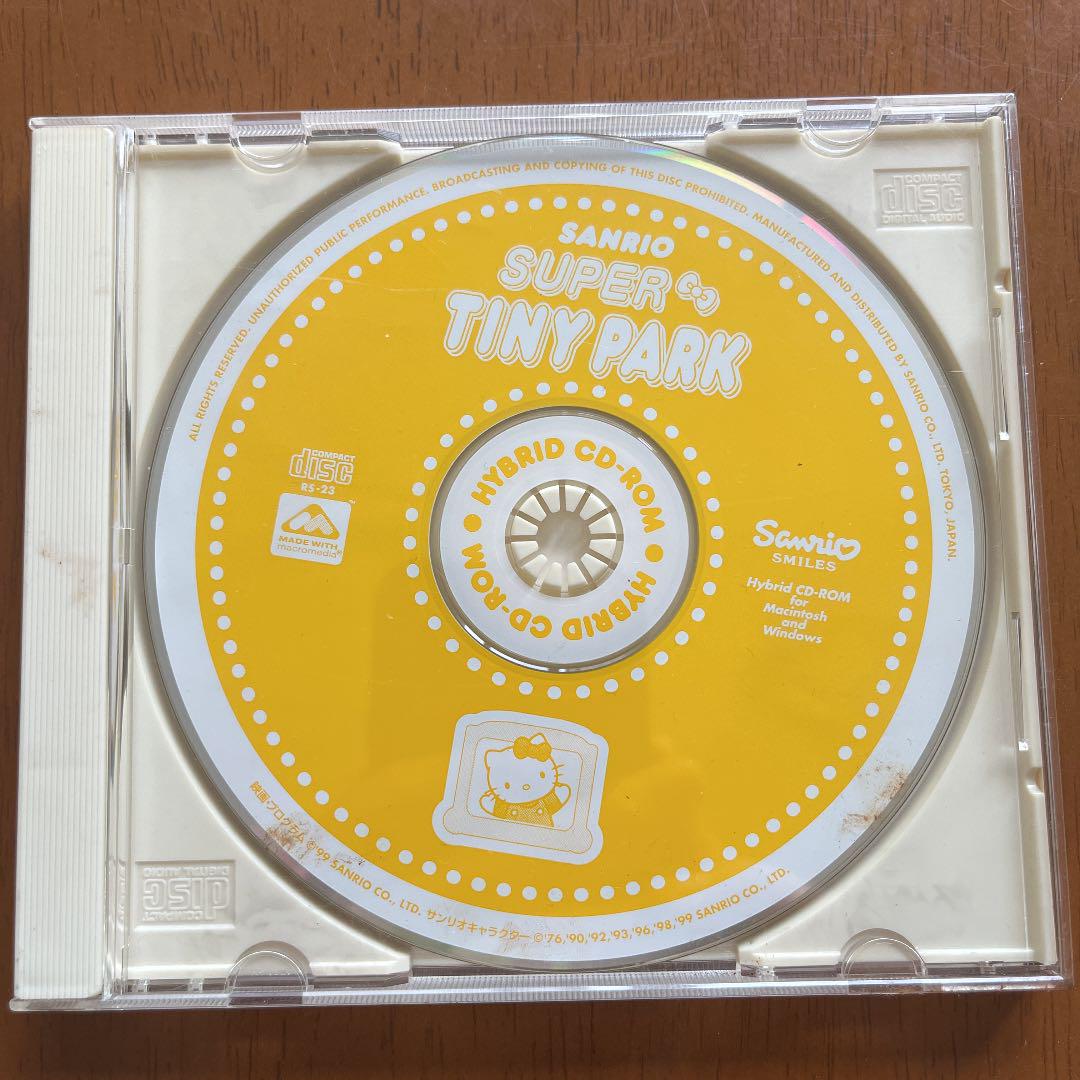 ALL RIGHTS RESERVED. UNAUTHORIZED PUBLIC PERFORMANCE. BROADCASTING AND COPYING OF THIS DISC PROHIBITED. MANUFACTURED AND DISTRIBUTED BY SANRIO CO., LTD. TOKYO, JAPAN.
COMPACT
disc
DIGITAL AUDIO
SANRIO
SUPER
TINY PARK
HYBRID CD-ROM • HYBRID CD-ROM •
COMPACT
disc
RS-23
MADE WITH
macromedia®
Sanrio
SMILES
Hybrid CD-ROM
for
Macintosh
and
Windows
映画・プログラム ©'99 SANRIO CO., LTD. サンリオキャラクター ©'76,'90,'92,'93,'96,'98,'99 SANRIO CO., LTD.
COMPACT
disc
DIGITAL AUDIO